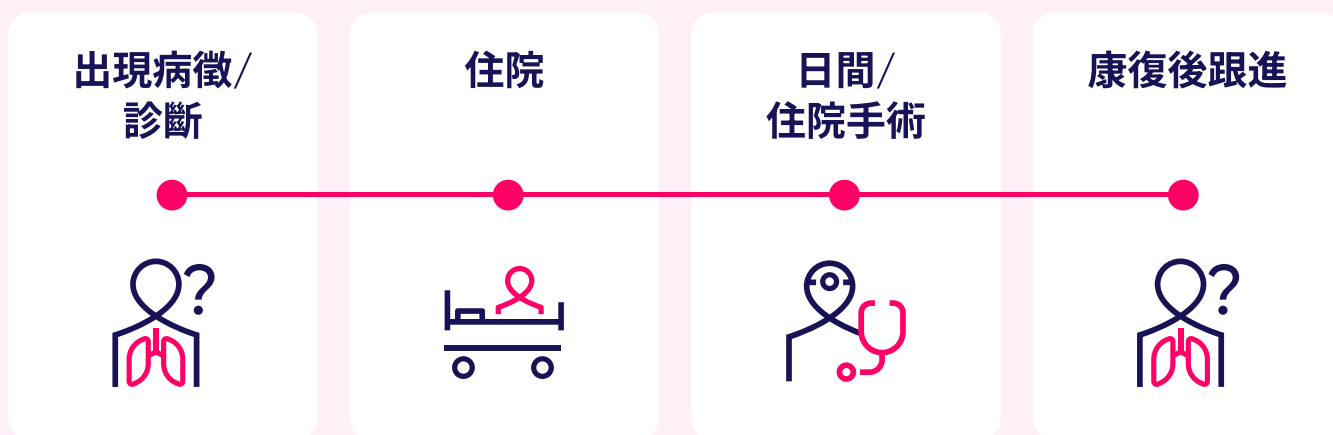 出現病徵/
診斷
住院
日間/
住院手術
康復後跟進